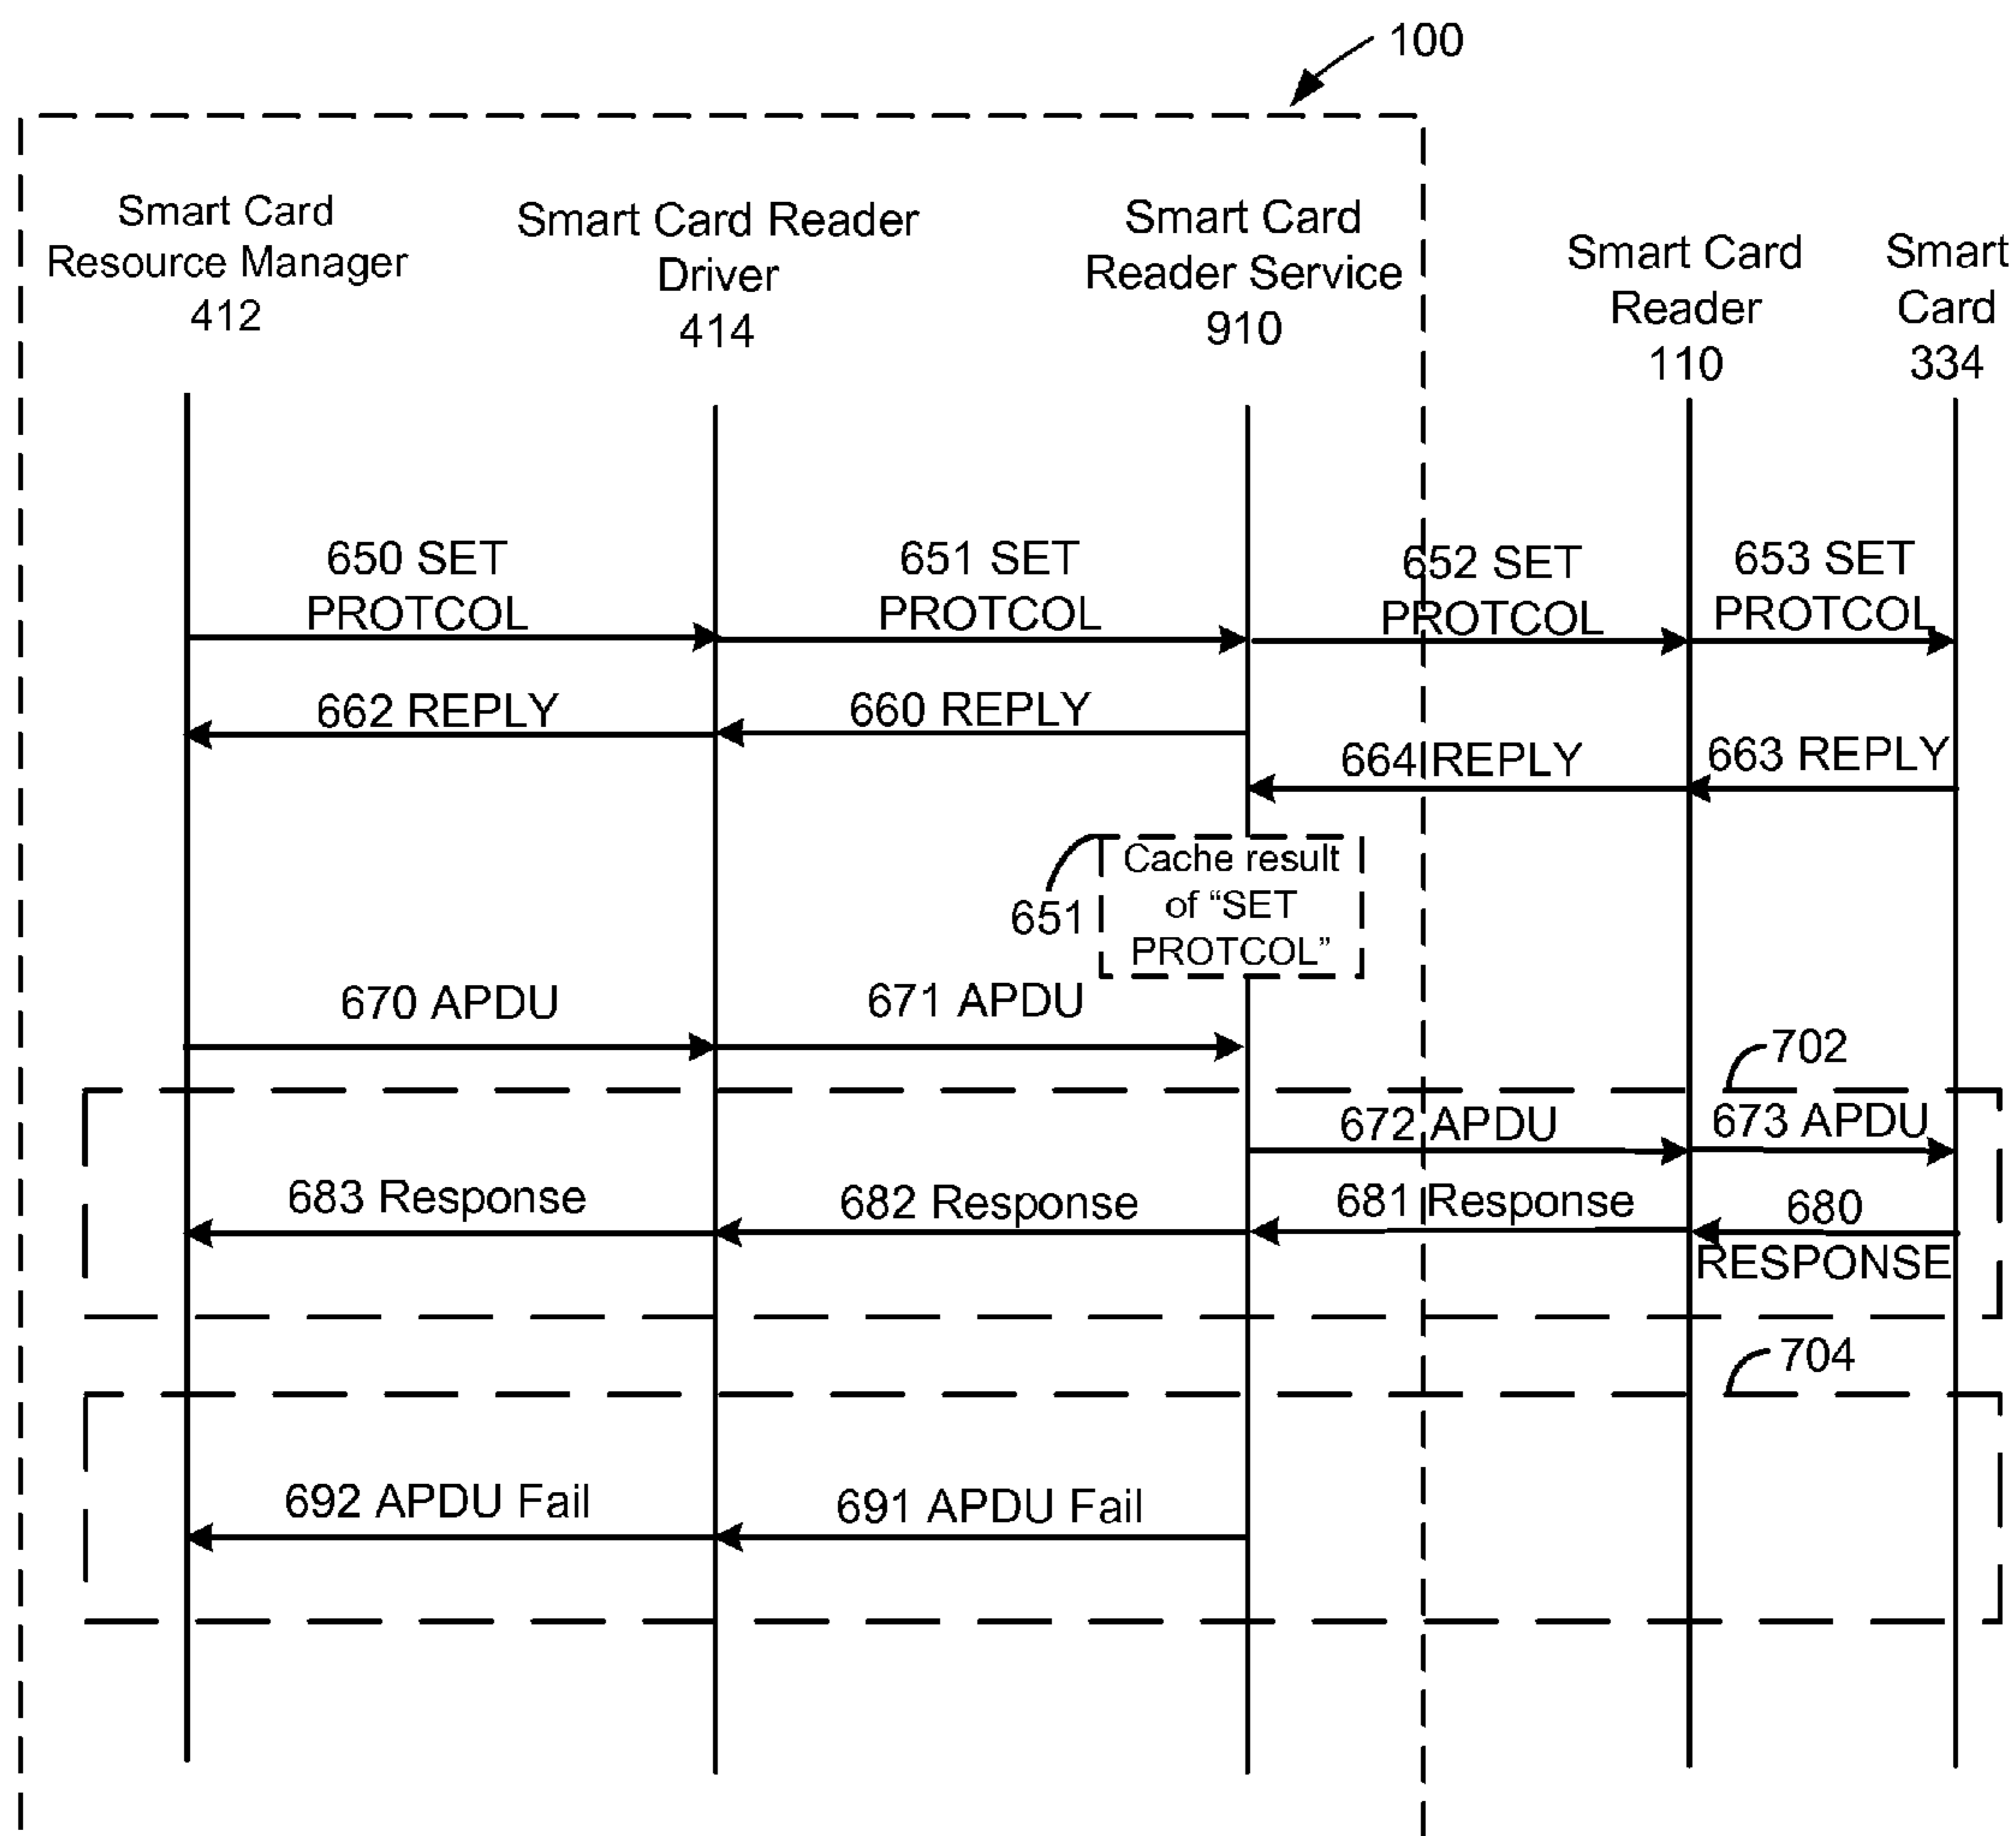 100
Smart Card
Resource Manager
412
Smart Card Reader
Driver
414
Smart Card
Reader Service
910
Smart Card
Reader
110
Smart
Card
334
650 SET
PROTCOL
651 SET
PROTCOL
652 SET
PROTCOL
653 SET
PROTCOL
662 REPLY
660 REPLY
664 REPLY
663 REPLY
651
Cache result
of “SET
PROTCOL”
670 APDU
671 APDU
702
672 APDU
673 APDU
683 Response
682 Response
681 Response
680
RESPONSE
704
692 APDU Fail
691 APDU Fail